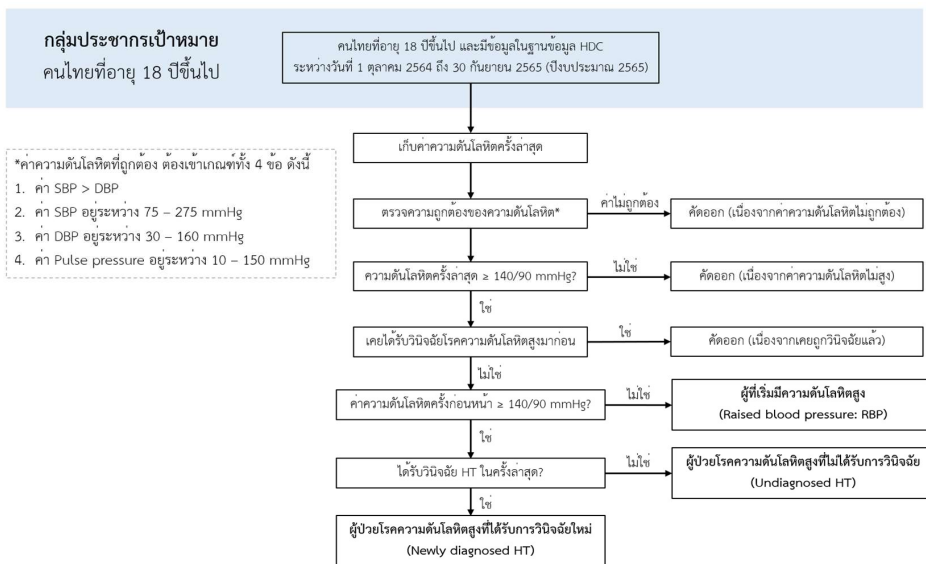 กลุ่มประชากรเป้าหมาย
คนไทยที่อายุ 18 ปีขึ้นไป
คนไทยที่อายุ 18 ปีขึ้นไป และมีข้อมูลในฐานข้อมูล HDC
ระหว่างวันที่ 1 ตุลาคม 2564 ถึง 30 กันยายน 2565 (ปีงบประมาณ 2565)
เก็บค่าความดันโลหิตครั้งล่าสุด
*ค่าความดันโลหิตที่ถูกต้อง ต้องเข้าเกณฑ์ทั้ง 4 ข้อ ดังนี้
1. ค่า SBP > DBP
2. ค่า SBP อยู่ระหว่าง 75 – 275 mmHg
3. ค่า DBP อยู่ระหว่าง 30 – 160 mmHg
4. ค่า Pulse pressure อยู่ระหว่าง 10 – 150 mmHg
ตรวจความถูกต้องของความดันโลหิต*
ค่าไม่ถูกต้อง
คัดออก (เนื่องจากค่าความดันโลหิตไม่ถูกต้อง)
ความดันโลหิตครั้งล่าสุด ≥ 140/90 mmHg?
ไม่ใช่
คัดออก (เนื่องจากค่าความดันโลหิตไม่สูง)
ใช่
เคยได้รับวินิจฉัยโรคความดันโลหิตสูงมาก่อน
ใช่
คัดออก (เนื่องจากเคยถูกวินิจฉัยแล้ว)
ไม่ใช่
ค่าความดันโลหิตครั้งก่อนหน้า ≥ 140/90 mmHg?
ไม่ใช่
ผู้ที่เริ่มมีความดันโลหิตสูง
(Raised blood pressure: RBP)
ใช่
ได้รับวินิจฉัย HT ในครั้งล่าสุด?
ไม่ใช่
ผู้ป่วยโรคความดันโลหิตสูงที่ไม่ได้รับการวินิจฉัย
(Undiagnosed HT)
ใช่
ผู้ป่วยโรคความดันโลหิตสูงที่ได้รับการวินิจฉัยใหม่
(Newly diagnosed HT)